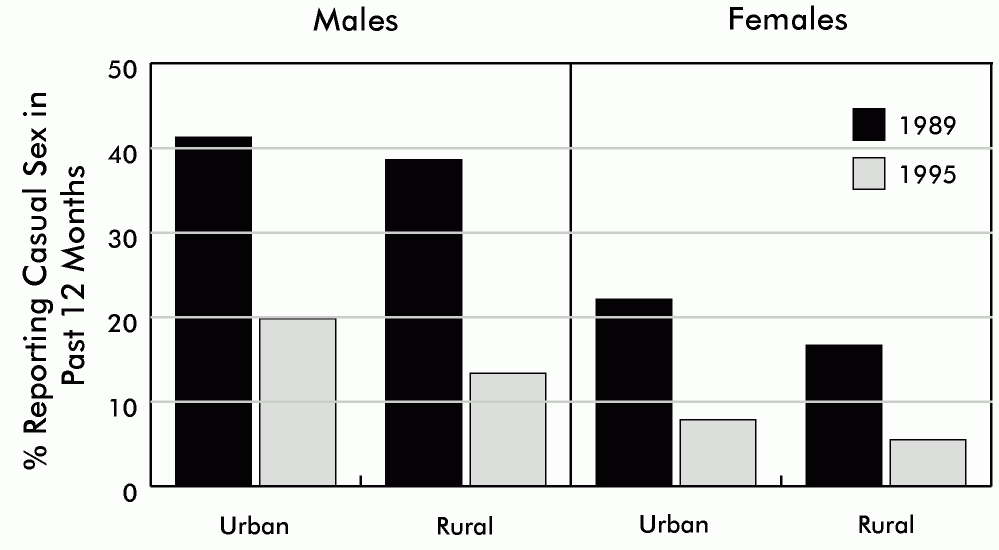 Males
Females
% Reporting Casual Sex in
Past 12 Months
50
40
30
20
10
0
1989
1995
Urban
Rural
Urban
Rural